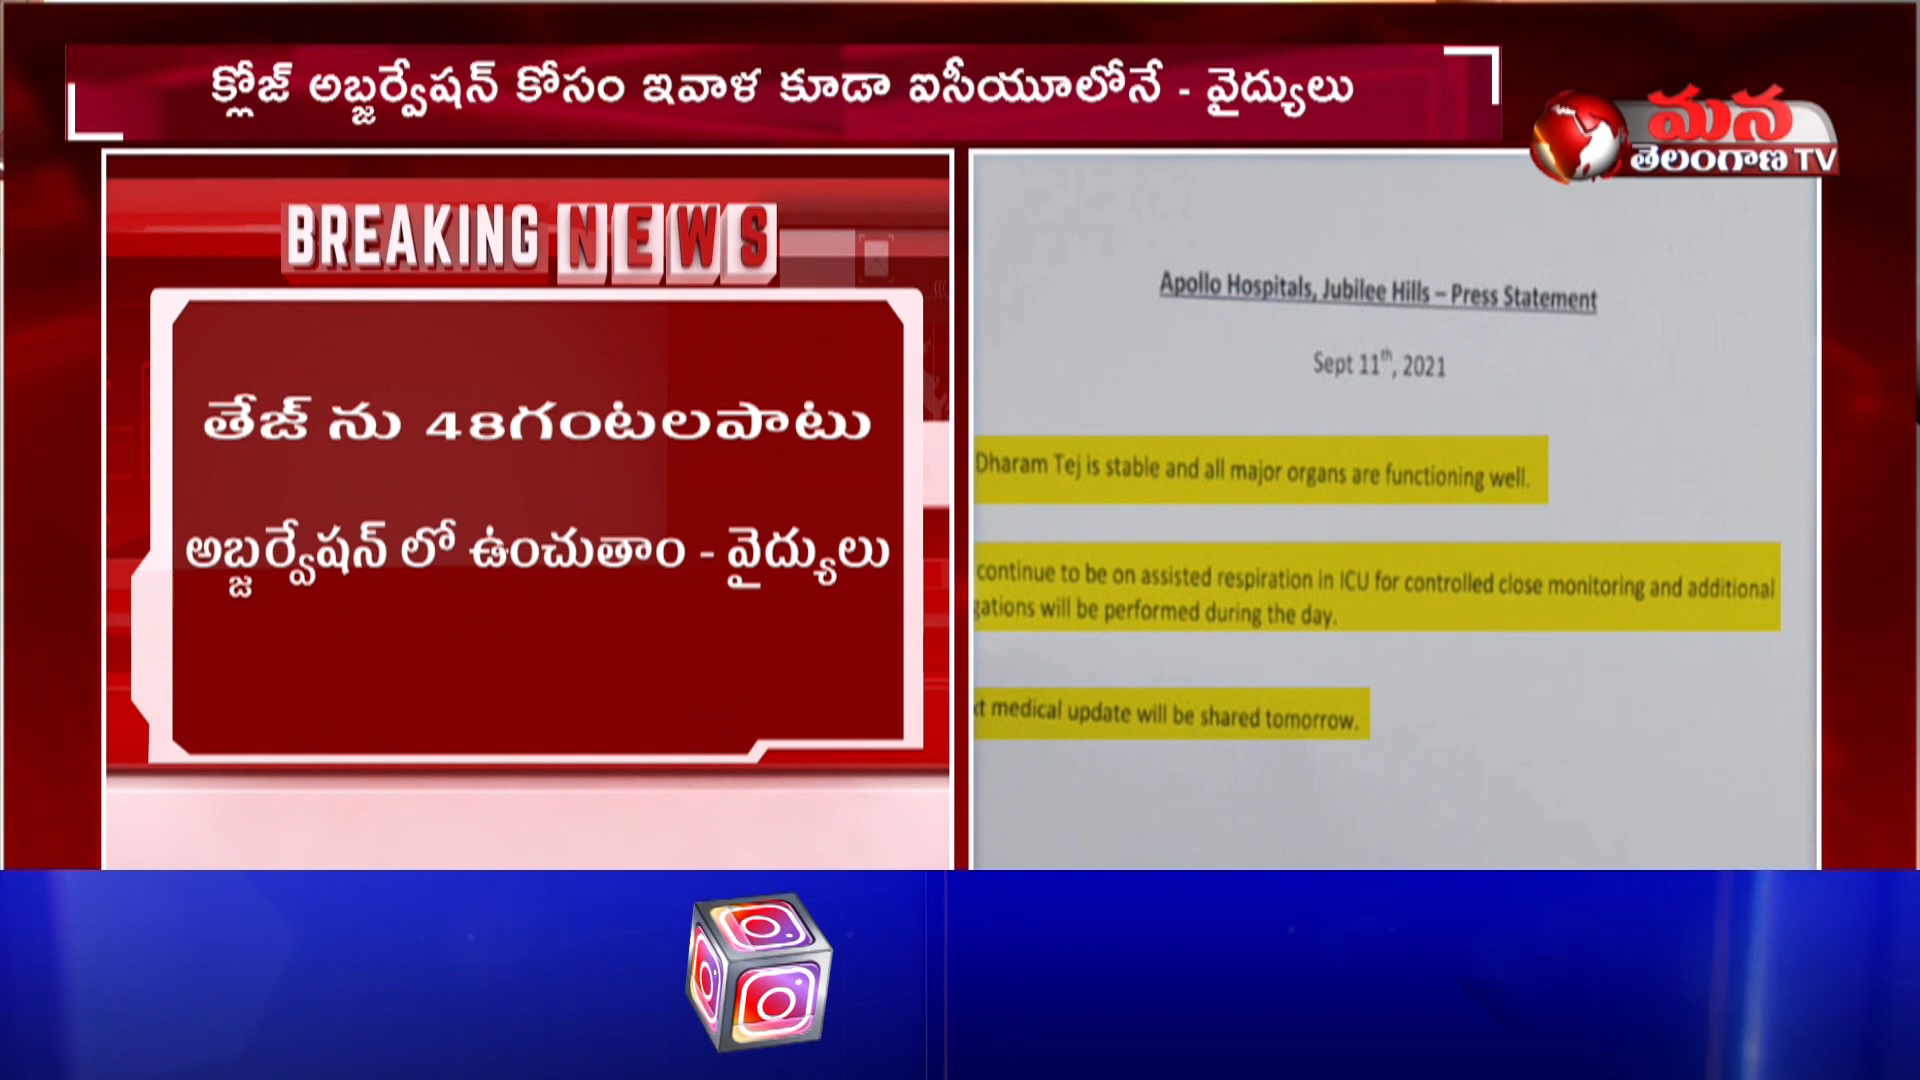 క్లోజ్ అబ్జర్వేషన్ కోసం ఇవాళ కూడా ఐసీయూలోనే - వైద్యులు
మన
తెలంగాణ TV
BREAKING NEWS
తేజ్ ను 48గంటలపాటు
అబ్జర్వేషన్ లో ఉంచుతాం - వైద్యులు
Apollo Hospitals, Jubilee Hills – Press Statement
Sept 11th, 2021
Dharam Tej is stable and all major organs are functioning well.
continue to be on assisted respiration in ICU for controlled close monitoring and additional
gations will be performed during the day.
xt medical update will be shared tomorrow.